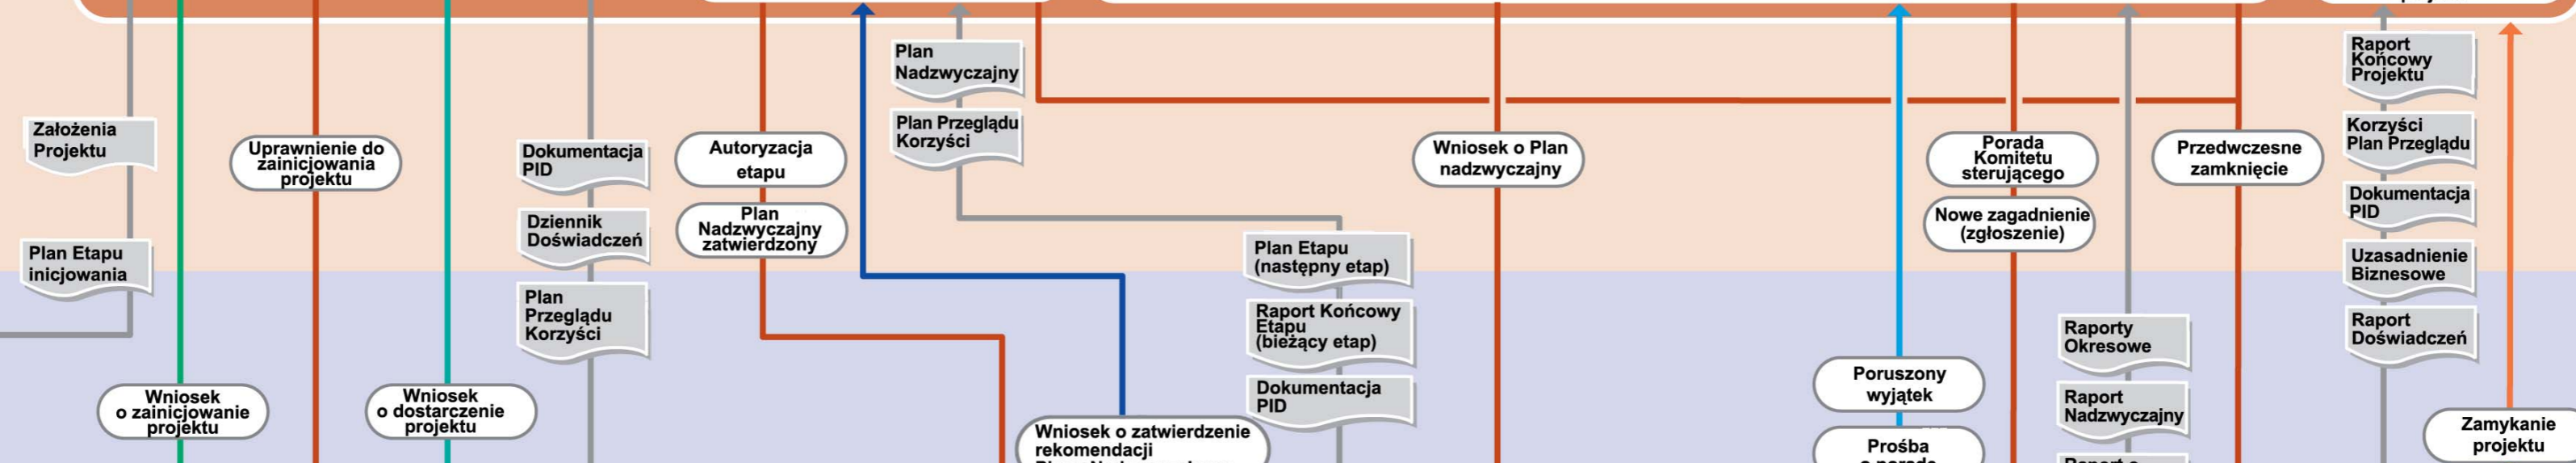 Założenia
Projektu
Plan Etapu
inicjowania
Wniosek
o zainicjowanie
projektu
Uprawnienie do
zainicjowania
projektu
Wniosek
o dostarczenie
projektu
Dokumentacja
PID
Dziennik
Doświadczeń
Plan
Przeglądu
Korzyści
Autoryzacja
etapu
Plan
Nadzwyczajny
zatwierdzony
Plan
Nadzwyczajny
Plan Przeglądu
Korzyści
Wniosek o zatwierdzenie
rekomendacji
Plan Etapu
(następny etap)
Raport Końcowy
Etapu
(bieżący etap)
Dokumentacja
PID
Wniosek o Plan
nadzwyczajny
Poruszony
wyjątek
Prośba
o poradę
Porada
Komitetu
sterującego
Nowe zagadnienie
(zgłoszenie)
Raporty
Okresowe
Raport
Nadzwyczajny
Przedwczesne
zamknięcie
Raport
Końcowy
Projektu
Korzyści
Plan Przeglądu
Dokumentacja
PID
Uzasadnienie
Biznesowe
Raport
Doświadczeń
Zamykanie
projektu